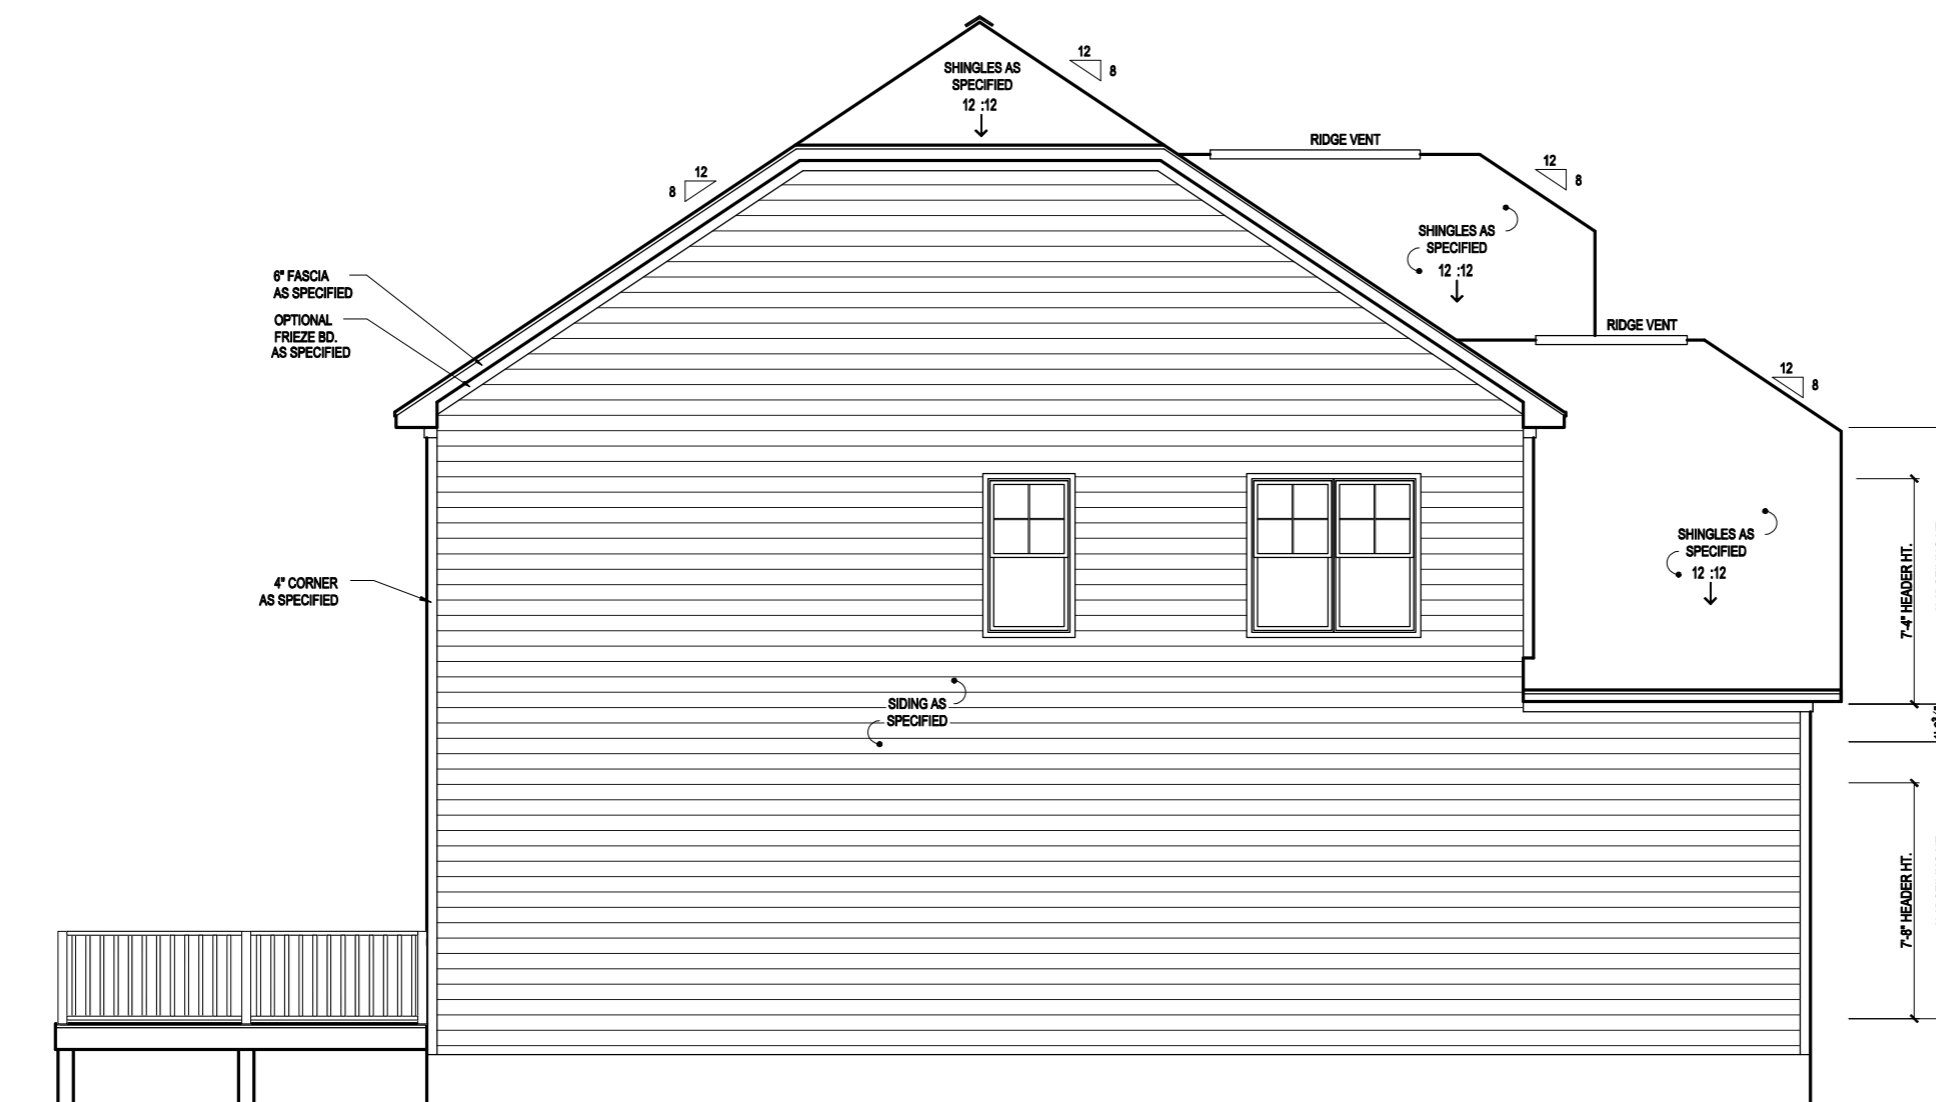 12
8
SHINGLES AS
SPECIFIED
12 :12
RIDGE VENT
12
8
12
8
SHINGLES AS
SPECIFIED
12 :12
6" FASCIA
AS SPECIFIED
OPTIONAL
FRIEZE BD.
AS SPECIFIED
RIDGE VENT
12
8
SHINGLES AS
SPECIFIED
12 :12
7'-4" HEADER HT.
4" CORNER
AS SPECIFIED
SIDING AS
SPECIFIED
7'-8" HEADER HT.